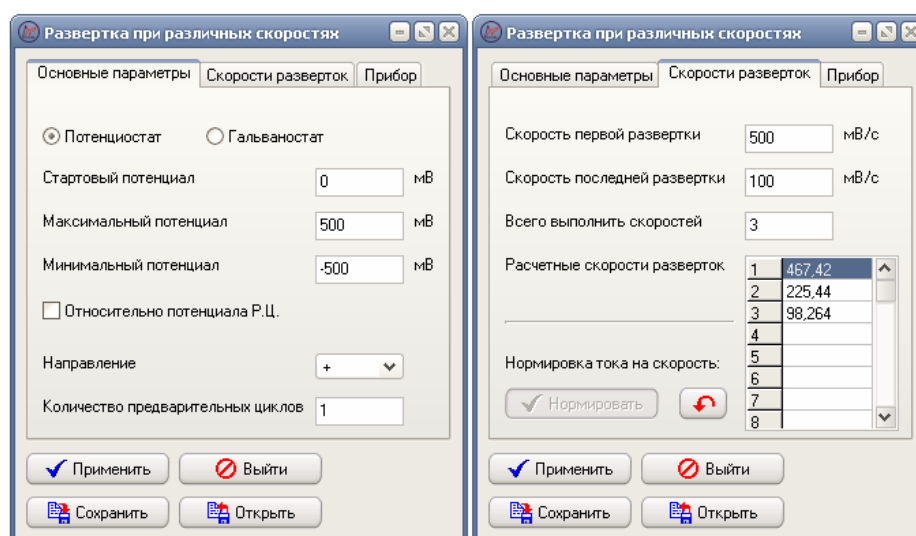 Развертка при различных скоростях
Основные параметры Скорости разверток Прибор
Потенциостат Гальваностат
Стартовый потенциал 0 мВ
Максимальный потенциал 500 мВ
Минимальный потенциал -500 мВ
Относительно потенциала Р.Ц.
Направление +
Количество предварительных циклов 1
Применить Выйти
Сохранить Открыть
Развертка при различных скоростях
Основные параметры Скорости разверток Прибор
Скорость первой развертки 500 мВ/с
Скорость последней развертки 100 мВ/с
Всего выполнить скоростей 3
Расчетные скорости разверток
1 467,42
2 225,44
3 98,264
4
5
6
7
8
Нормировка тока на скорость:
Нормировать
Применить Выйти
Сохранить Открыть